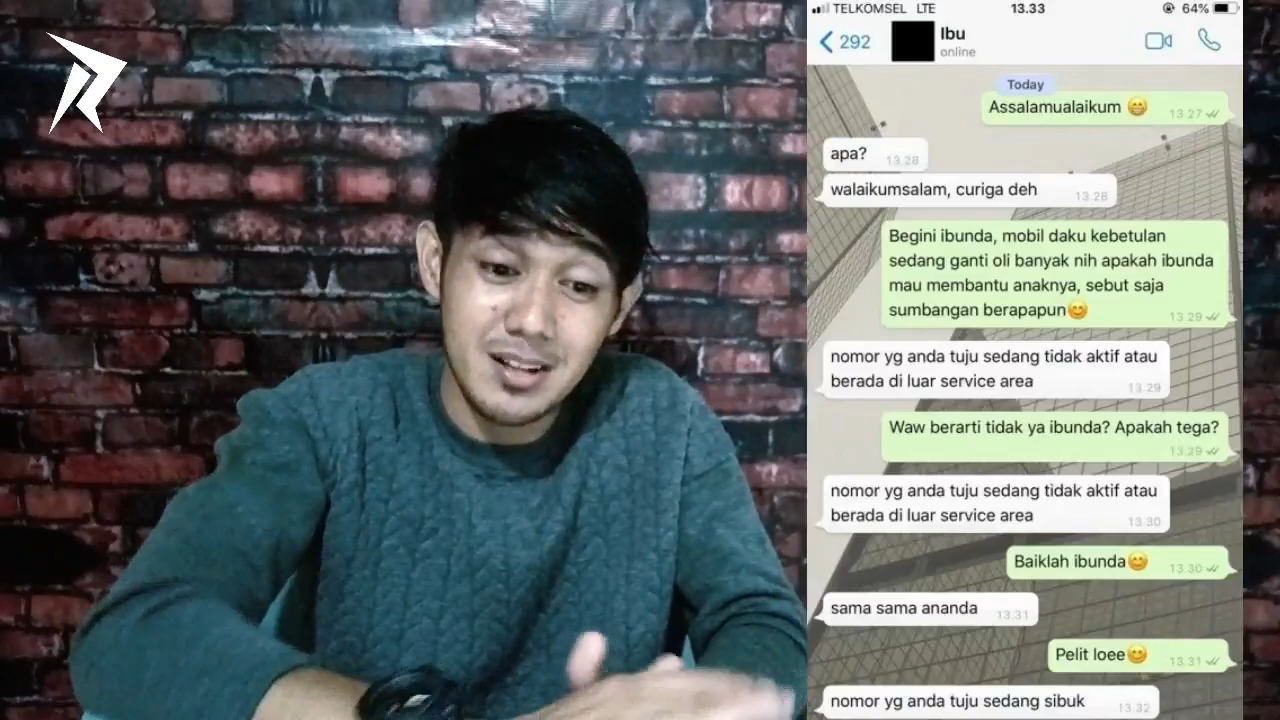 TELKOMSEL LTE 13.33 64%
292 Ibu
online
Today
Assalamualaikum 😁 13.27
apa? 13.28
walaikumsalam, curiga deh 13.28
Begini ibunda, mobil daku kebetulan
sedang ganti oli banyak nih apakah ibunda
mau membantu anaknya, sebut saja
sumbangan berapapun😊 13.29
nomor yg anda tuju sedang tidak aktif atau
berada di luar service area 13.29
Waw berarti tidak ya ibunda? Apakah tega?
13.29
nomor yg anda tuju sedang tidak aktif atau
berada di luar service area 13.30
Baiklah ibunda😊 13.30
sama sama ananda 13.31
Pelit loee😊 13.31
nomor yg anda tuju sedang sibuk 13.32